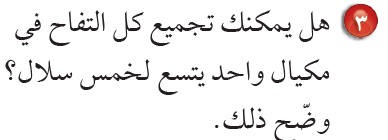 ٣ هل يمكنك تجميع كل التفاح في
مكيال واحد يتسع لخمس سلال؟
وضّح ذلك.